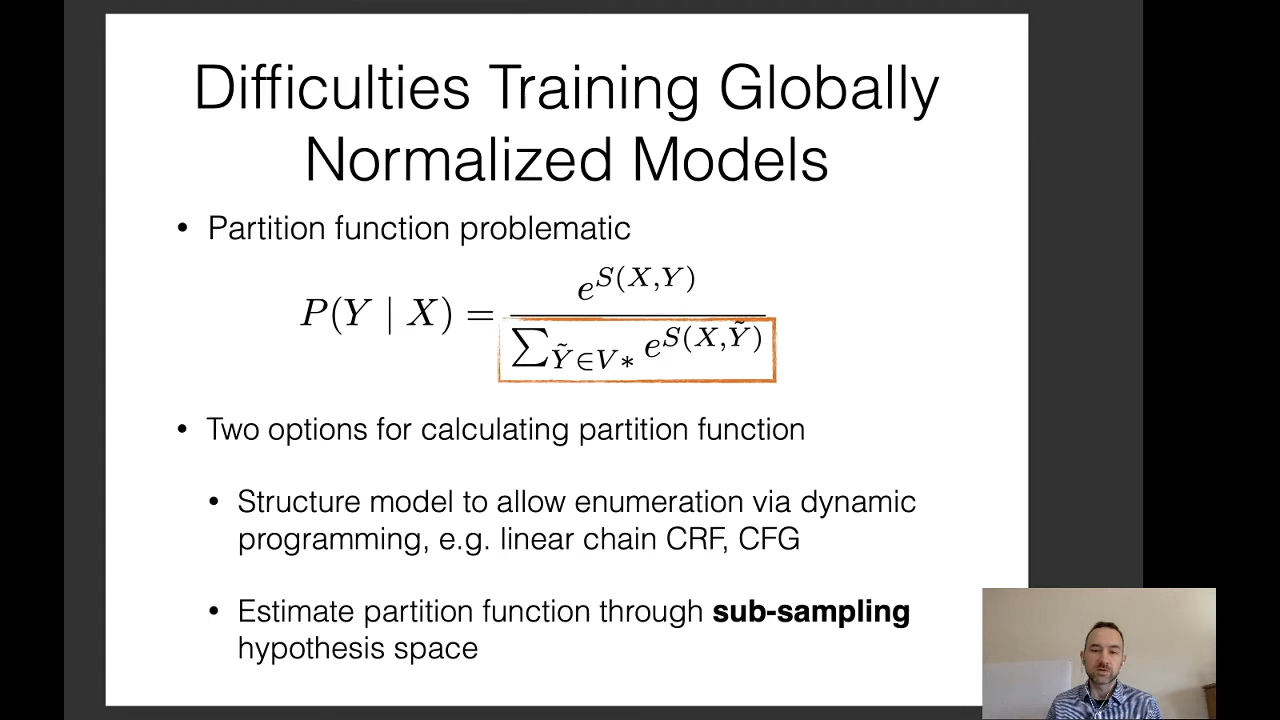 Difficulties Training Globally
Normalized Models
• Partition function problematic
P(Y | X) = e^{S(X,Y)} / ∑_{Ỹ∈V*} e^{S(X,Ỹ)}
• Two options for calculating partition function
• Structure model to allow enumeration via dynamic
programming, e.g. linear chain CRF, CFG
• Estimate partition function through sub-sampling
hypothesis space